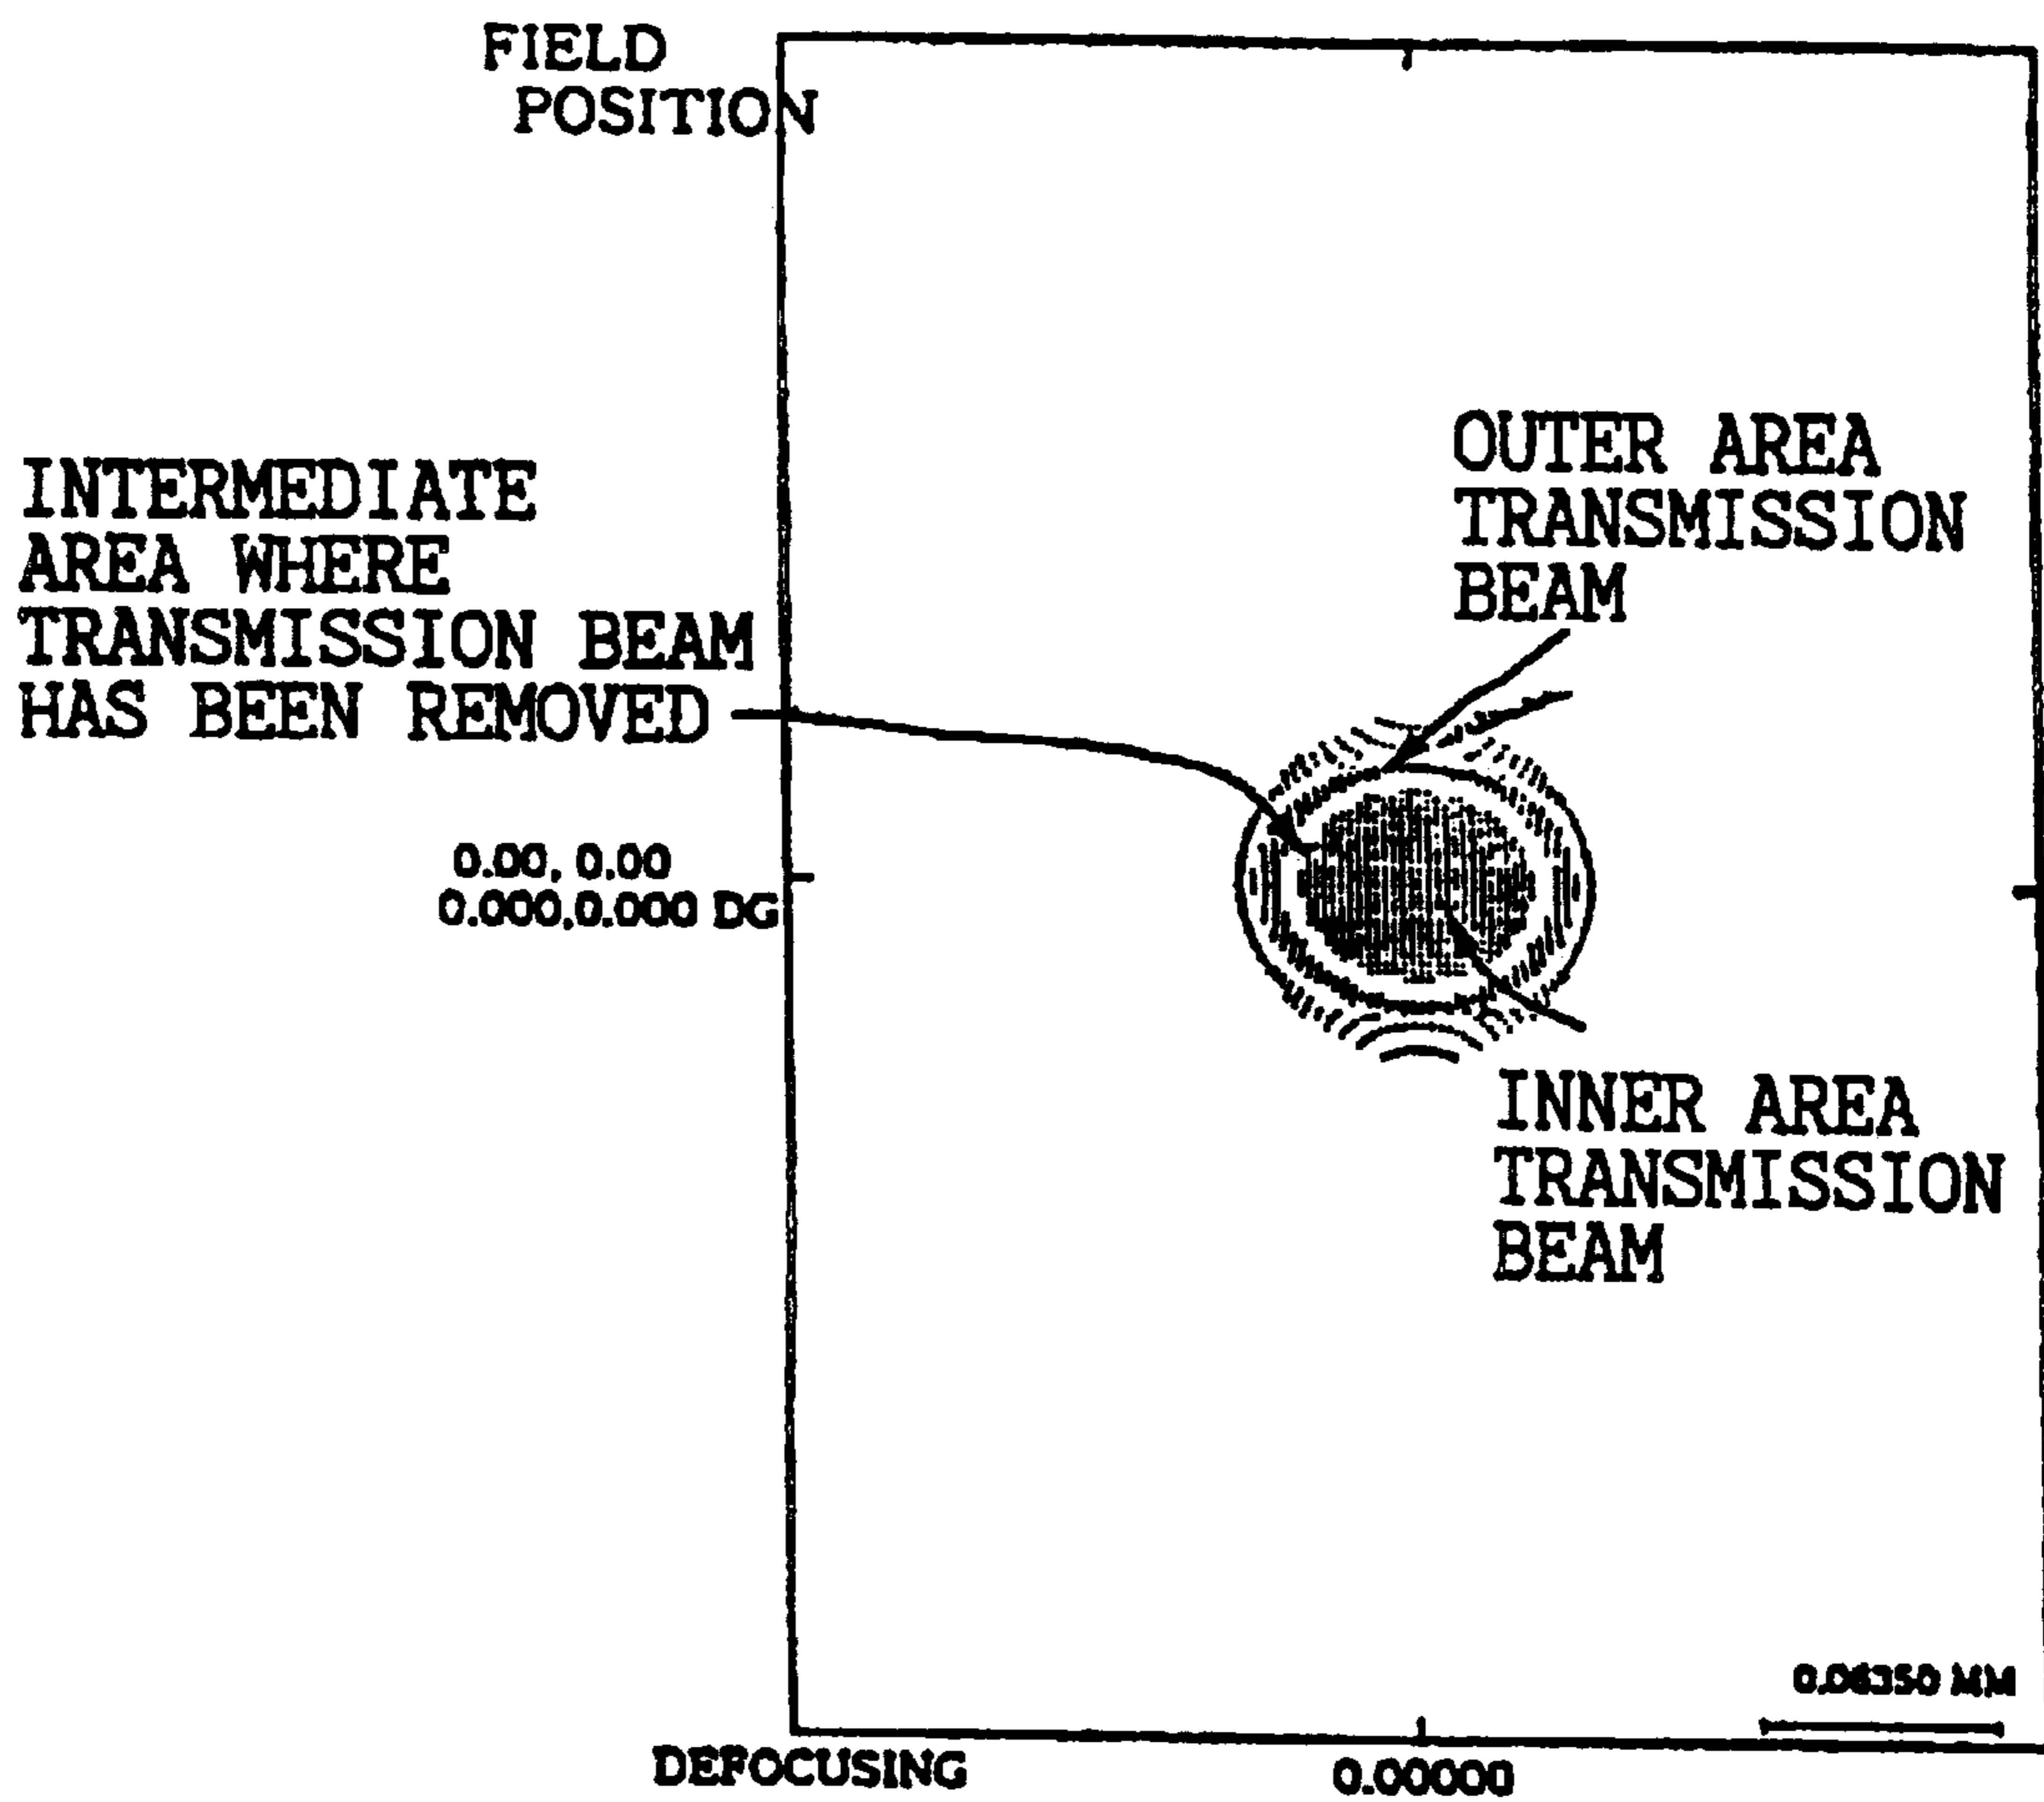 FIELD
POSITION
OUTER AREA
TRANSMISSION
BEAM
INTERMEDIATE
AREA WHERE
TRANSMISSION BEAM
HAS BEEN REMOVED
0.00, 0.00
0.000,0.000 DG
INNER AREA
TRANSMISSION
BEAM
0.06350 MM
DEFOCUSING
0.00000